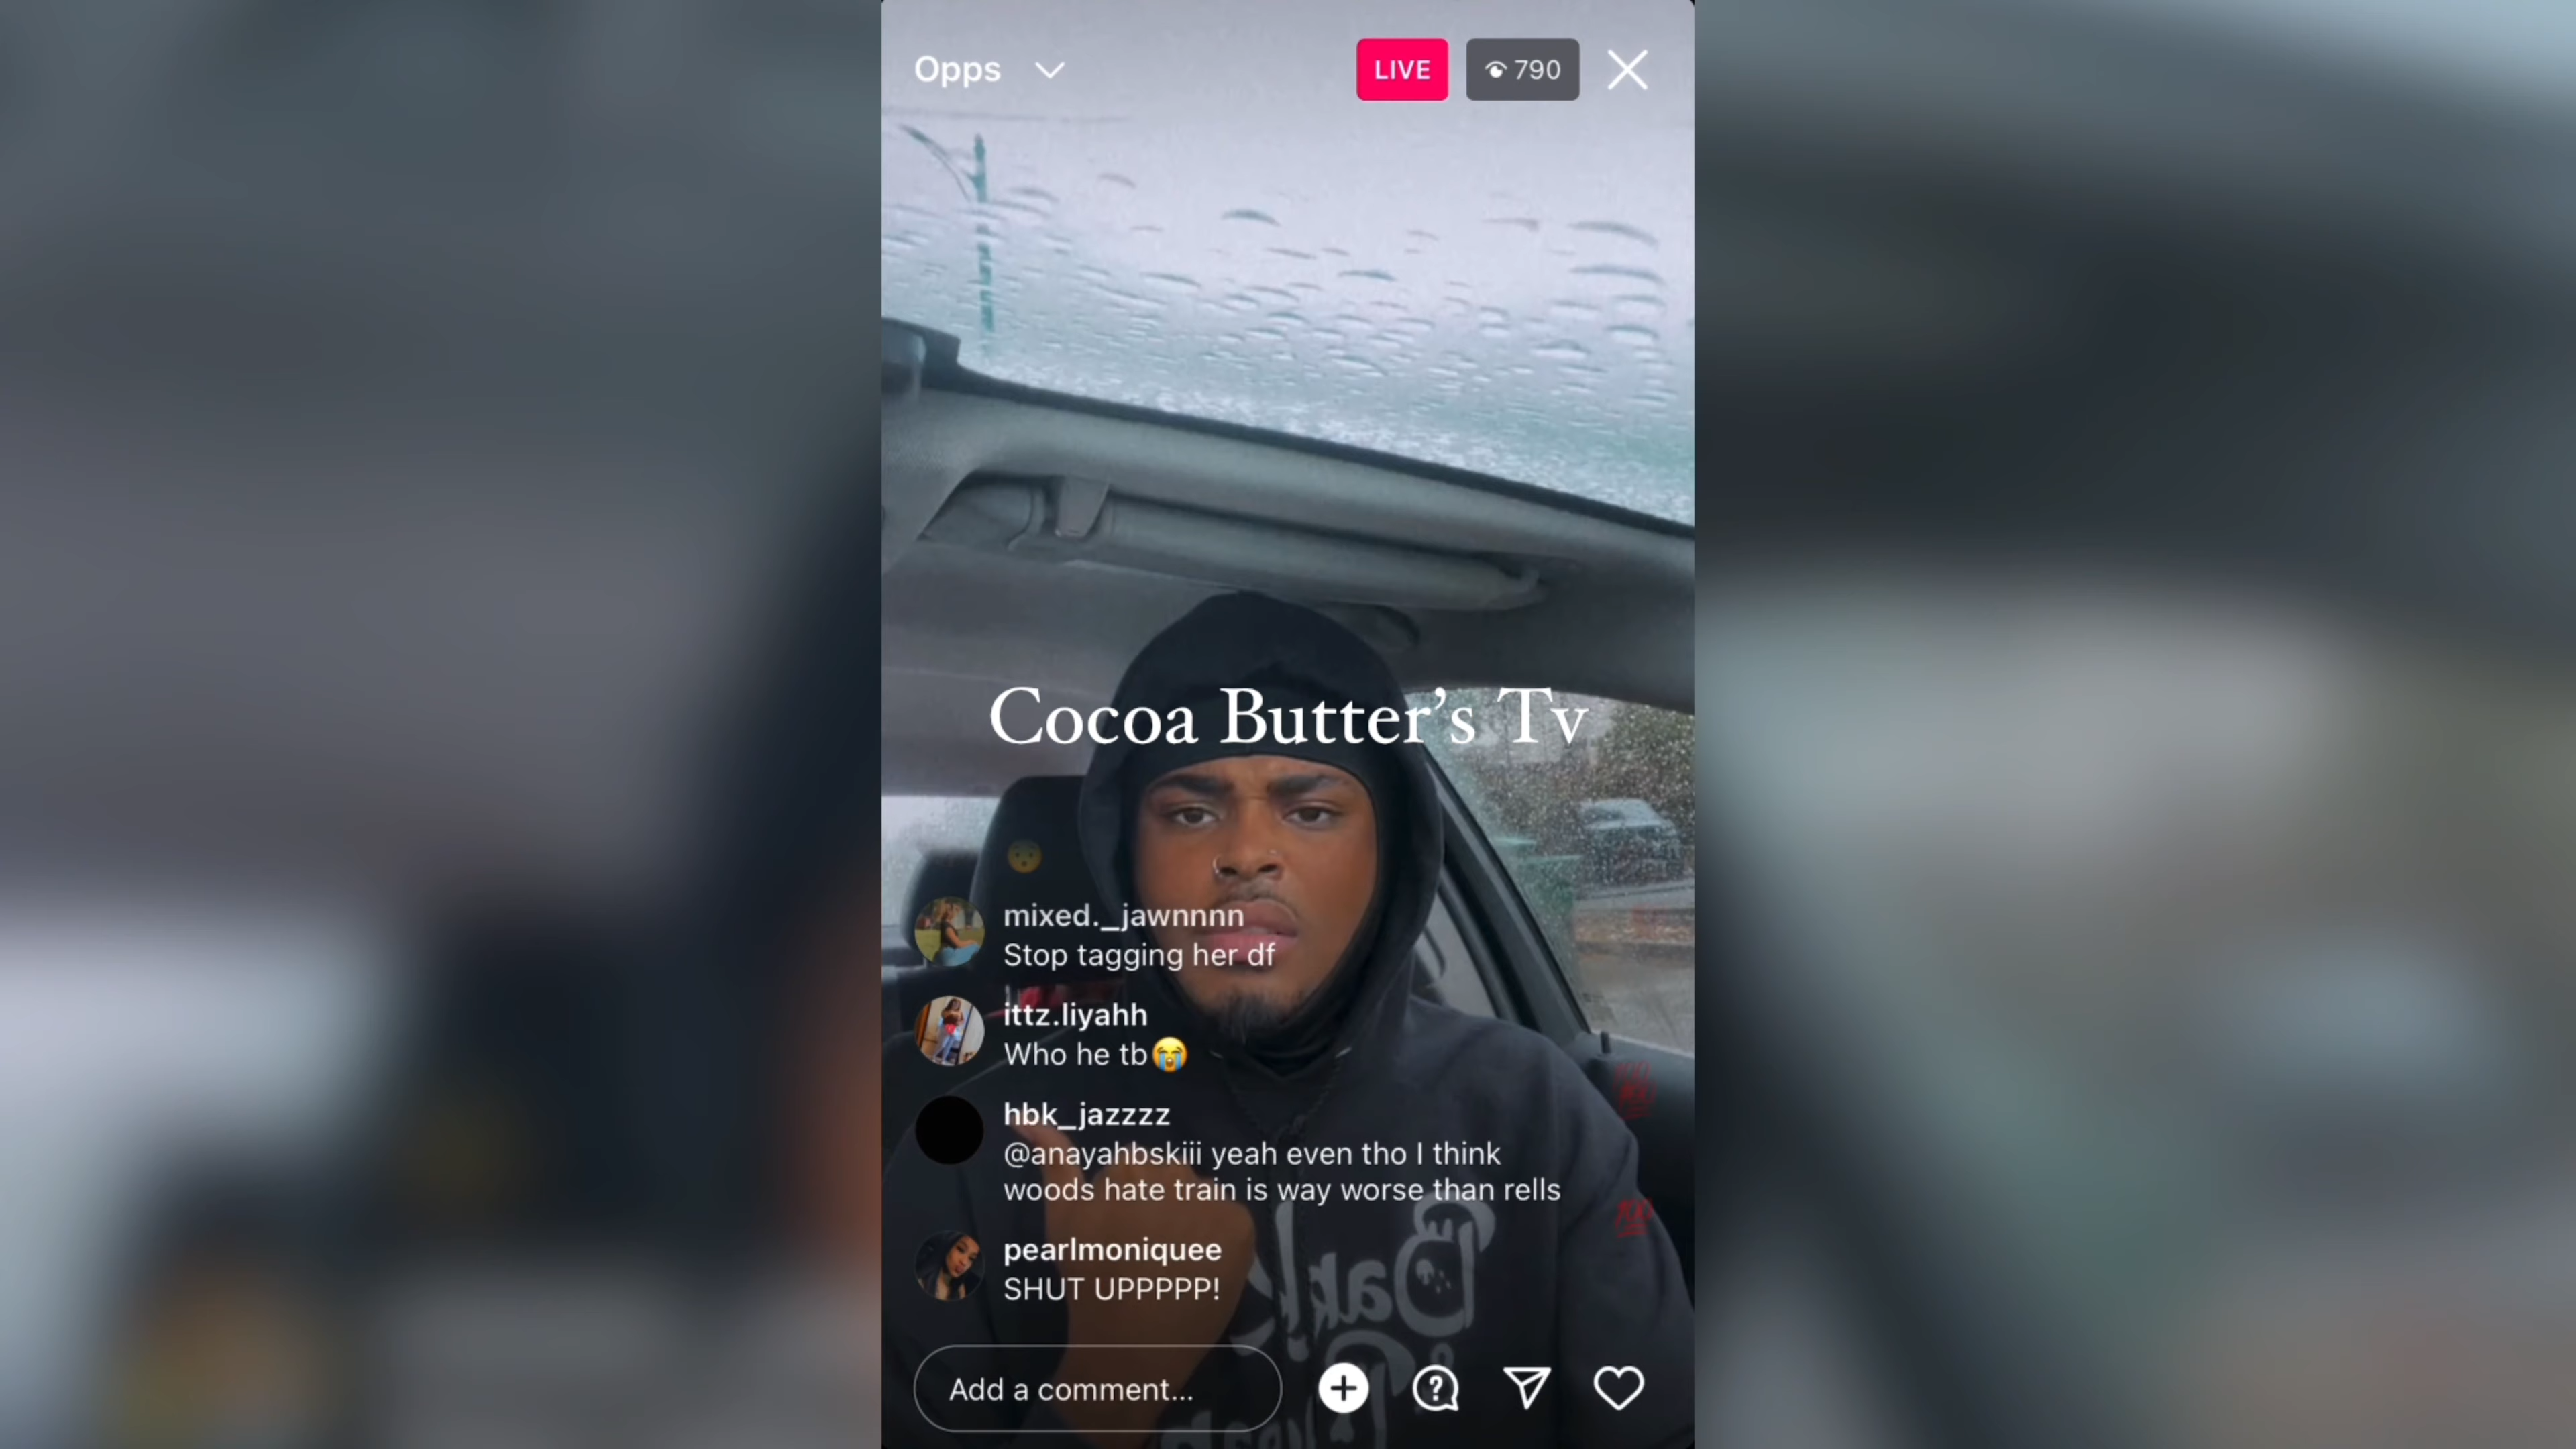 Opps
LIVE
790
Cocoa Butter’s Tv
mixed._jawnnnn
Stop tagging her df
ittz.liyahh
Who he tb😭
hbk_jazzzz
@anayahbskiii yeah even tho I think
woods hate train is way worse than rells
pearlmoniquee
SHUT UPPPPP!
Add a comment...